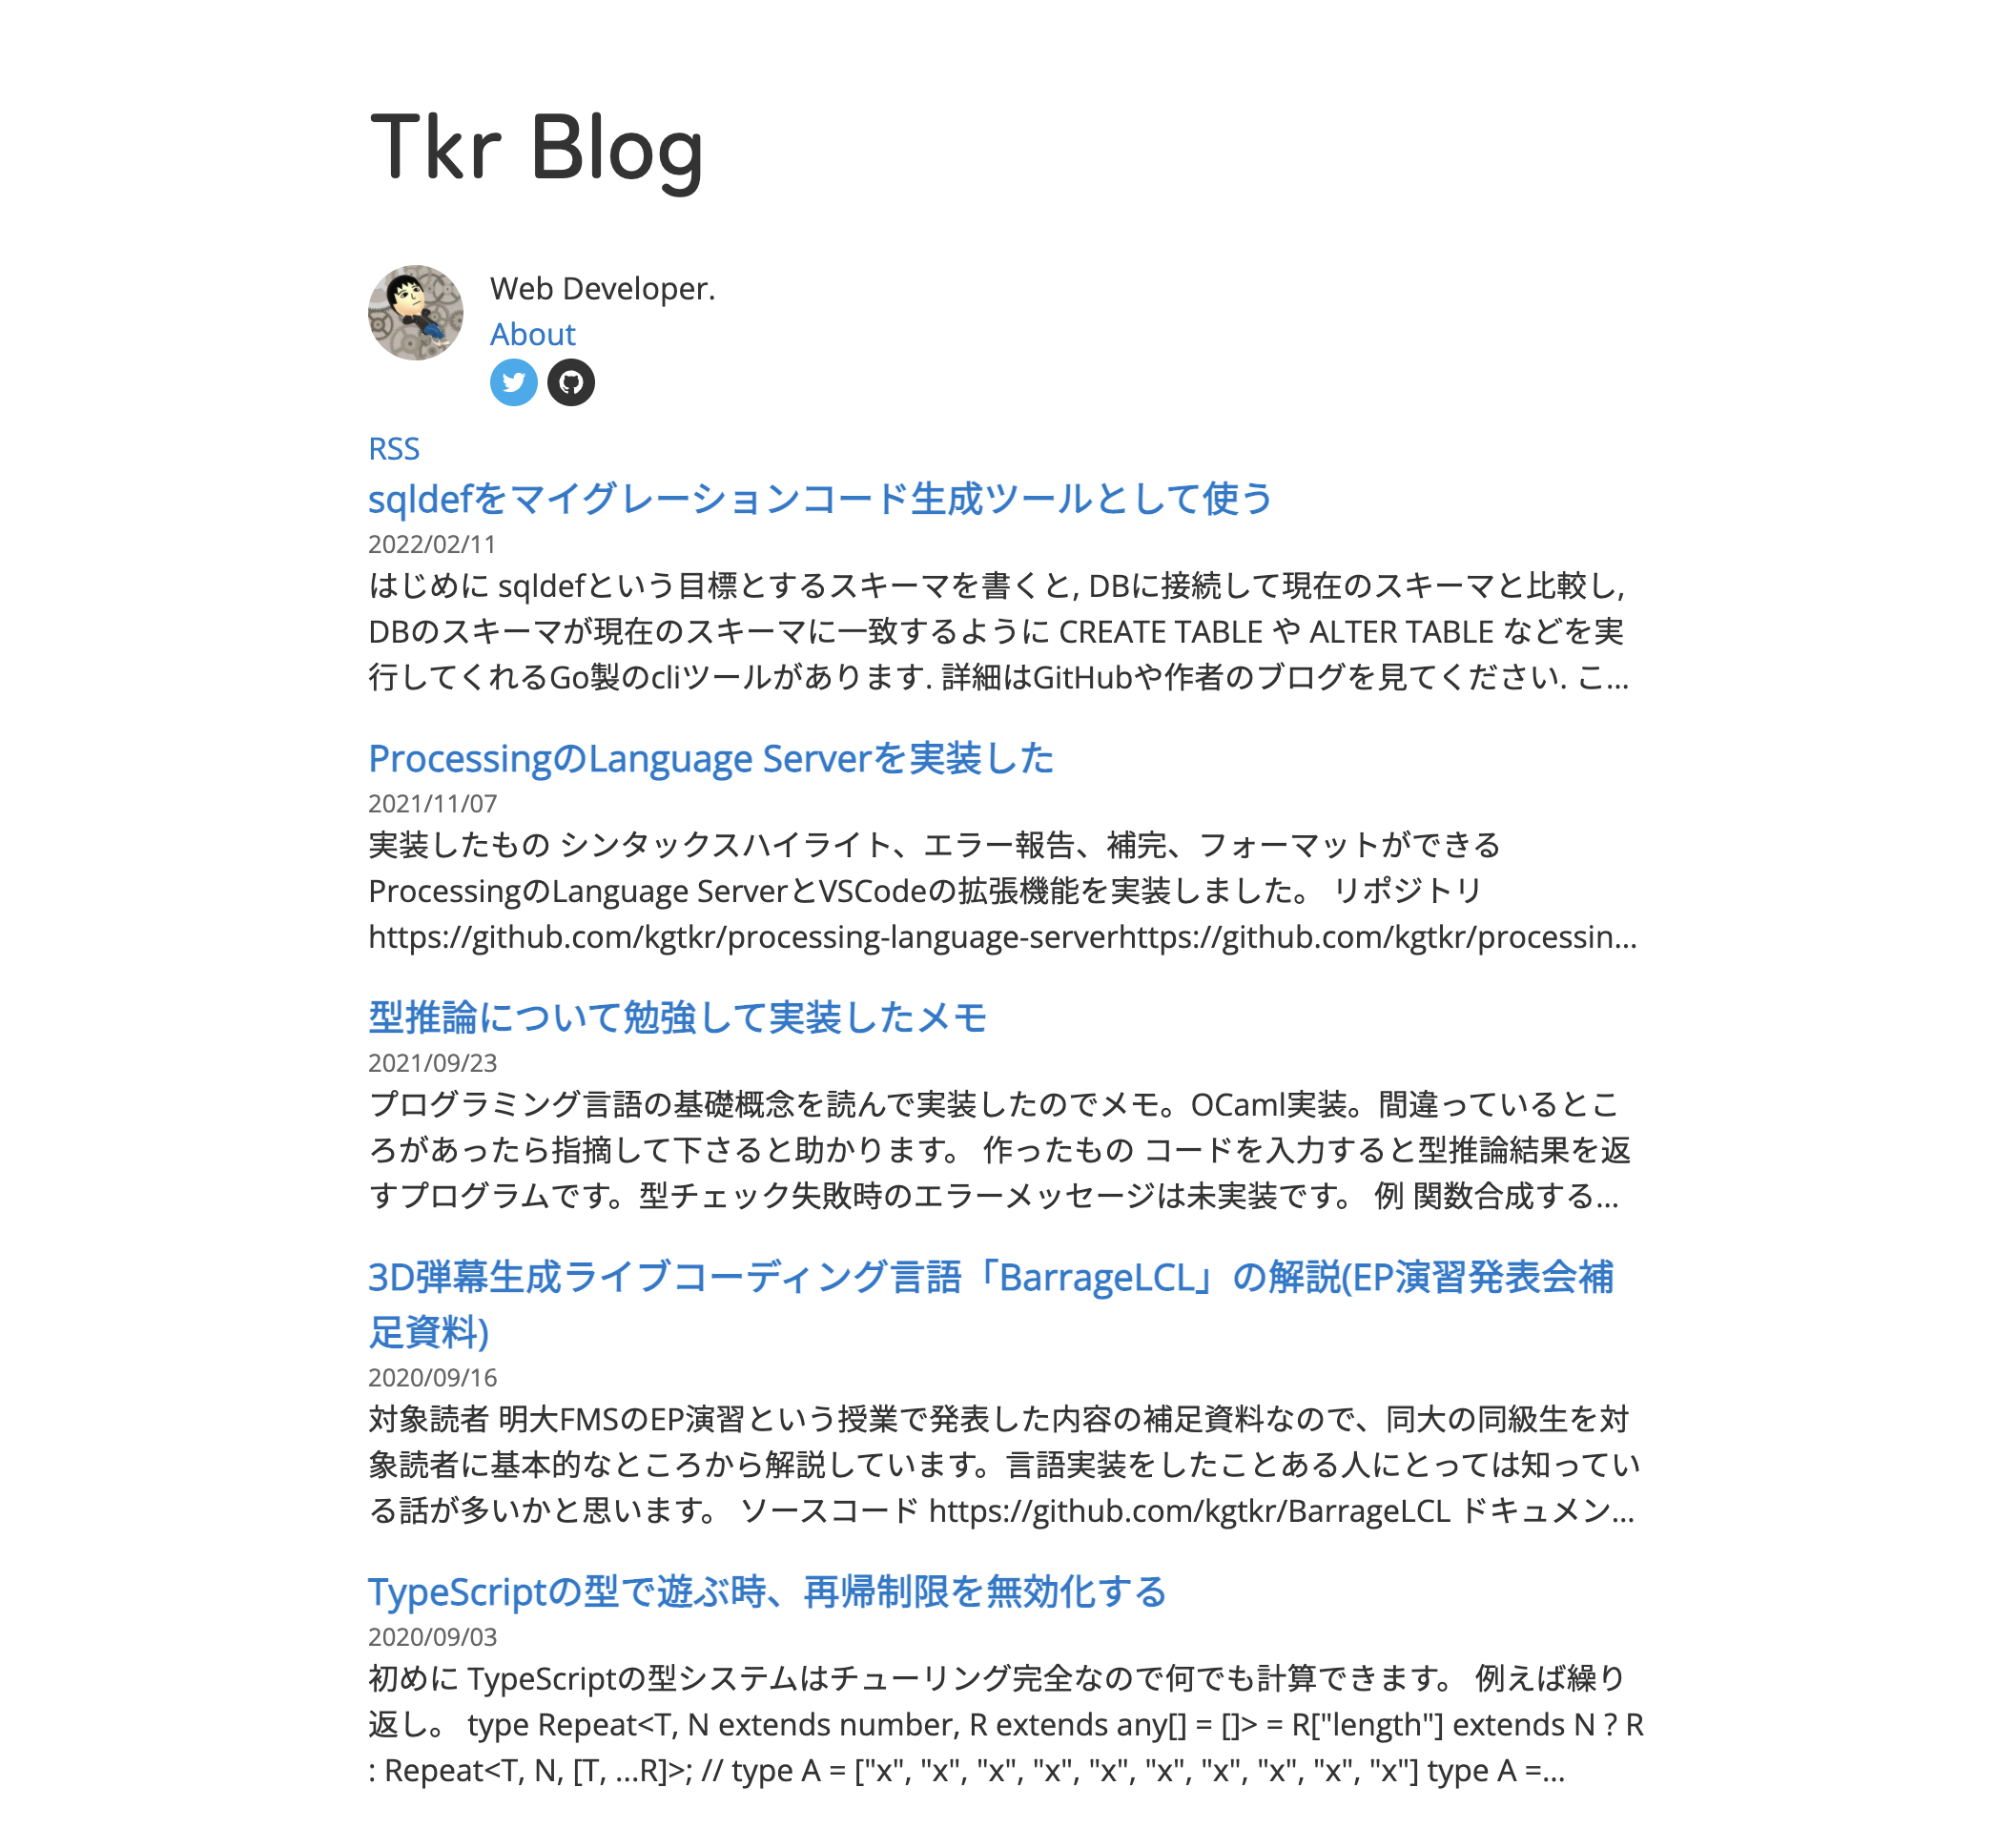 Tkr Blog
Web Developer.
About
RSS
sqldefをマイグレーションコード生成ツールとして使う
2022/02/11
はじめに sqldefという目標とするスキーマを書くと, DBに接続して現在のスキーマと比較し,
DBのスキーマが現在のスキーマに一致するように CREATE TABLE や ALTER TABLE などを実
行してくれるGo製のcliツールがあります. 詳細はGitHubや作者のブログを見てください. こ...
ProcessingのLanguage Serverを実装した
2021/11/07
実装したもの シンタックスハイライト、エラー報告、補完、フォーマットができる
ProcessingのLanguage ServerとVSCodeの拡張機能を実装しました。 リポジトリ
https://github.com/kgtkr/processing-language-serverhttps://github.com/kgtkr/processin...
型推論について勉強して実装したメモ
2021/09/23
プログラミング言語の基礎概念を読んで実装したのでメモ。OCaml実装。間違っているとこ
ろがあったら指摘して下さると助かります。 作ったもの コードを入力すると型推論結果を返
すプログラムです。型チェック失敗時のエラーメッセージは未実装です。 例 関数合成する...
3D弾幕生成ライブコーディング言語「BarrageLCL」の解説(EP演習発表会補
足資料)
2020/09/16
対象読者 明大FMSのEP演習という授業で発表した内容の補足資料なので、同大の同級生を対
象読者に基本的なところから解説しています。言語実装をしたことある人にとっては知ってい
る話が多いかと思います。 ソースコード https://github.com/kgtkr/BarrageLCL ドキュメン...
TypeScriptの型で遊ぶ時、再帰制限を無効化する
2020/09/03
初めに TypeScriptの型システムはチューリング完全なので何でも計算できます。 例えば繰り
返し。 type Repeat<T, N extends number, R extends any[] = []> = R["length"] extends N ? R
: Repeat<T, N, [T, ...R]>; // type A = ["x", "x", "x", "x", "x", "x", "x", "x", "x", "x"] type A =...